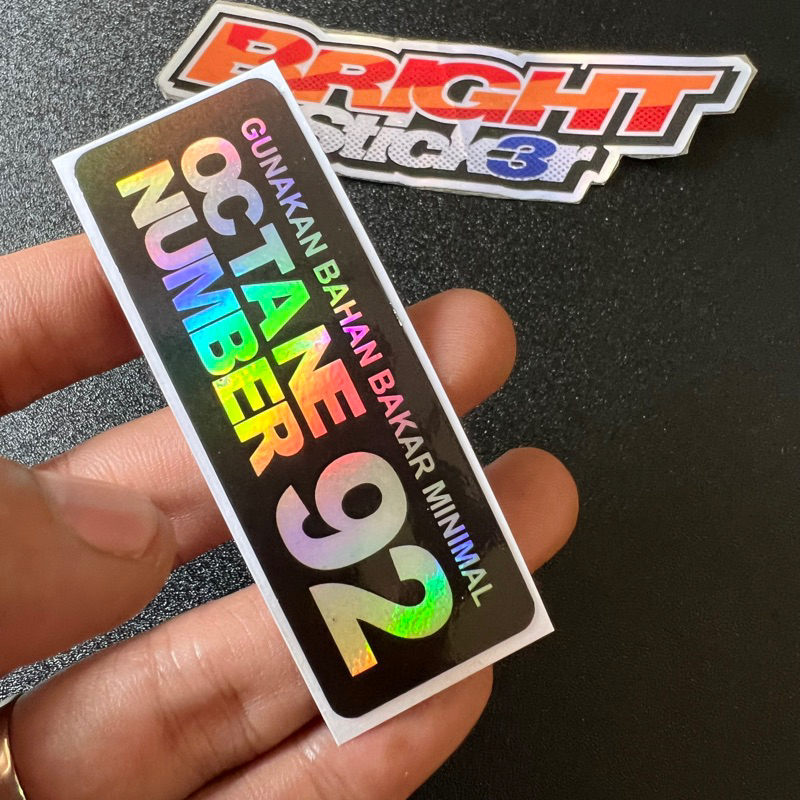 BRIGHT
Stick3r
GUNAKAN BAHAN BAKAR MINIMAL
OCTANE
NUMBER
92